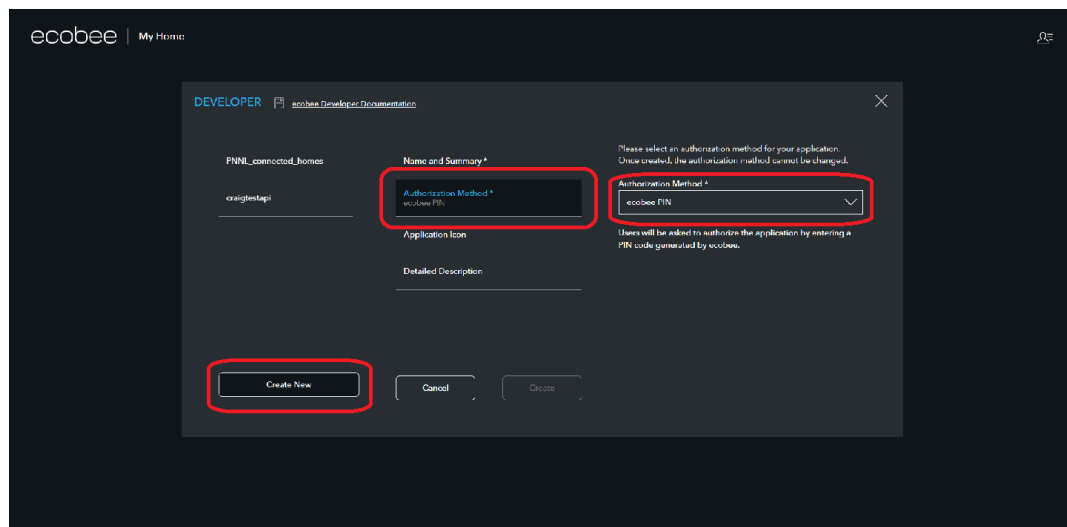 ecobee | My Home
DEVELOPER ecobee Developer Documentation
PNNL_connected_homes
craigtestapi
Create New
Name and Summary *
Authorization Method *
ecobee PIN
Application Icon
Detailed Description
Cancel
Create
Please select an authorization method for your application.
Once created, the authorization method cannot be changed.
Authorization Method *
ecobee PIN
Users will be asked to authorize the application by entering a
PIN code generated by ecobee.